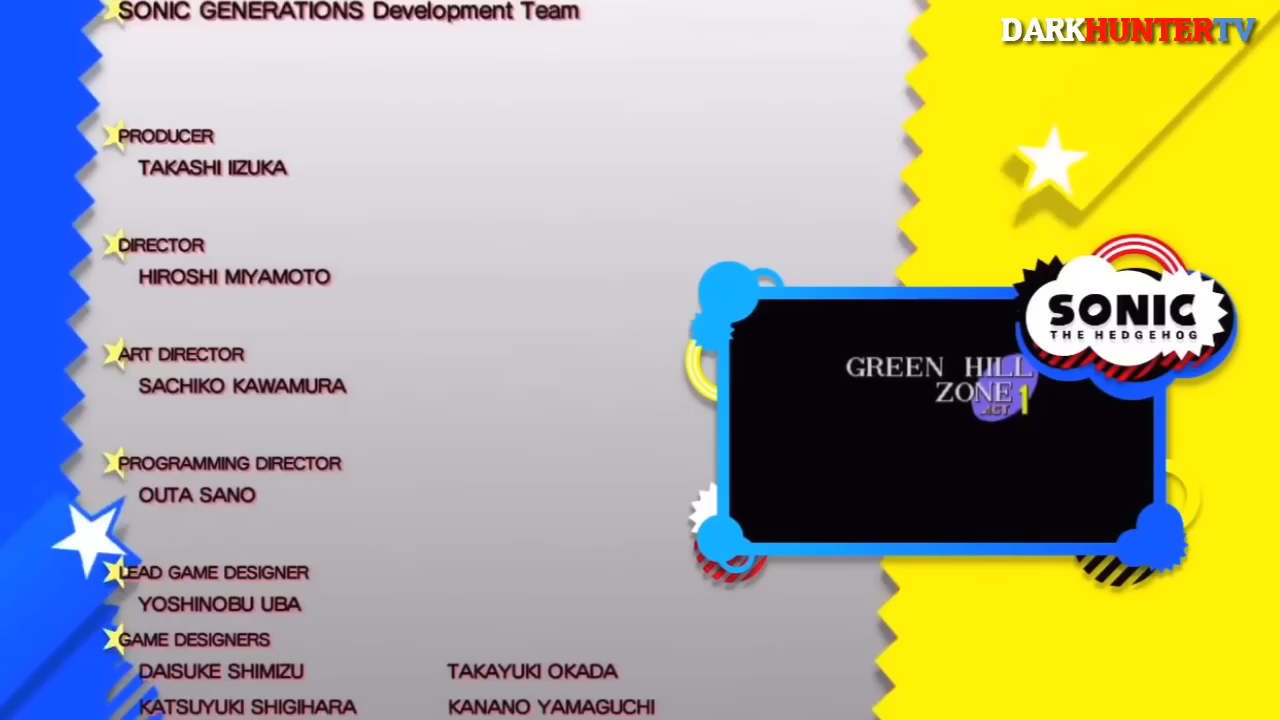 SONIC GENERATIONS Development Team
DARKHUNTERTV
PRODUCER
TAKASHI IIZUKA
DIRECTOR
HIROSHI MIYAMOTO
ART DIRECTOR
SACHIKO KAWAMURA
PROGRAMMING DIRECTOR
OUTA SANO
LEAD GAME DESIGNER
YOSHINOBU UBA
GAME DESIGNERS
DAISUKE SHIMIZU TAKAYUKI OKADA
KATSUYUKI SHIGIHARA KANANO YAMAGUCHI
SONIC
THE HEDGEHOG
GREEN HILL
ZONE
ACT 1